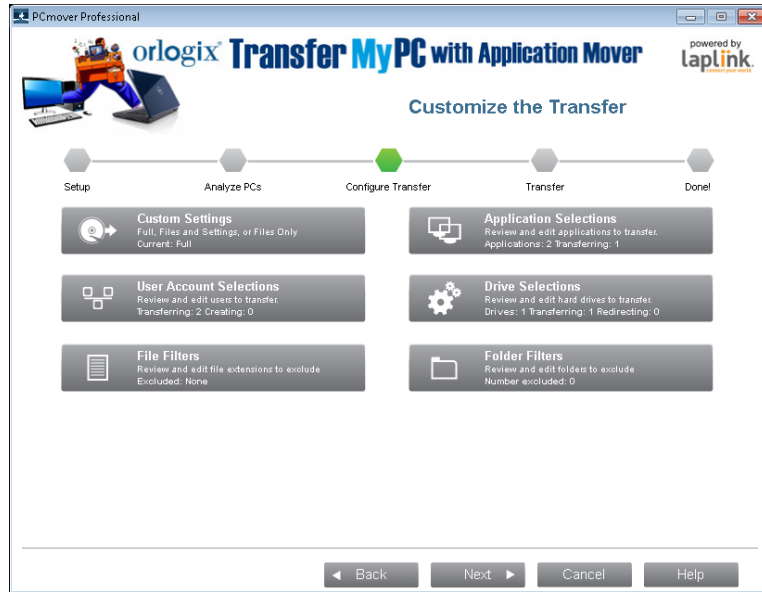 PCmover Professional
orlogix Transfer MyPC with Application Mover
powered by
laplink.
connect your world
Customize the Transfer
Setup
Analyze PCs
Configure Transfer
Transfer
Done!
Custom Settings
Full, Files and Settings, or Files Only
Current: Full
Application Selections
Review and edit applications to transfer.
Applications: 2 Transferring: 1
User Account Selections
Review and edit users to transfer.
Transferring: 2 Creating: 0
Drive Selections
Review and edit hard drives to transfer.
Drives: 1 Transferring: 1 Redirecting: 0
File Filters
Review and edit file extensions to exclude
Excluded: None
Folder Filters
Review and edit folders to exclude
Number excluded: 0
Back
Next
Cancel
Help